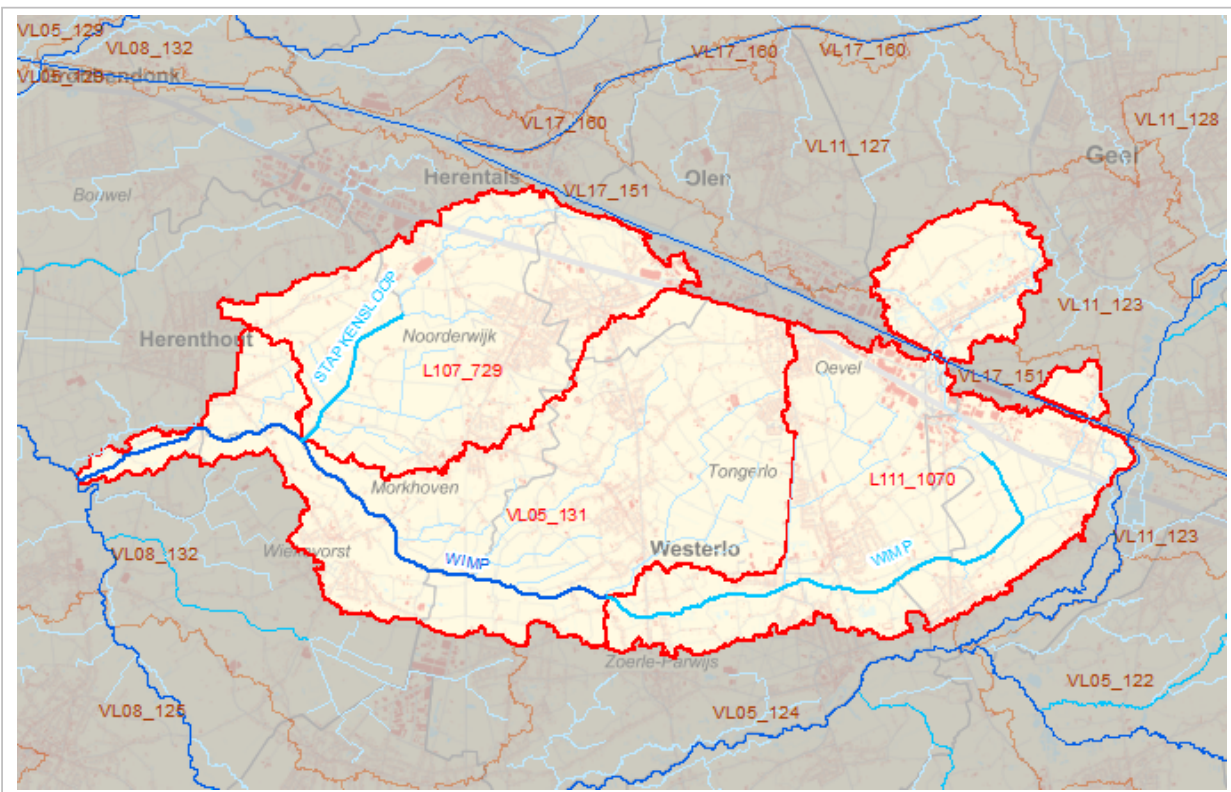 VL05_129
VL08_132
VL17_160
VL17_160
VL05_129
VL17_160
VL11_128
VL11_127
Geel
Herentals
VL17_151
Olen
Bouwel
STAPKENSLOOP
VL11_123
Herenthout
Noorderwijk
L107_729
Oevel
VL17_151
Tongerlo
L111_1070
Morkhoven
VL05_131
Westerlo
WIMP
VL11_123
VL08_132
Wiekevorst
WIMP
Zoerle-Parwijs
VL05_122
VL08_126
VL05_124